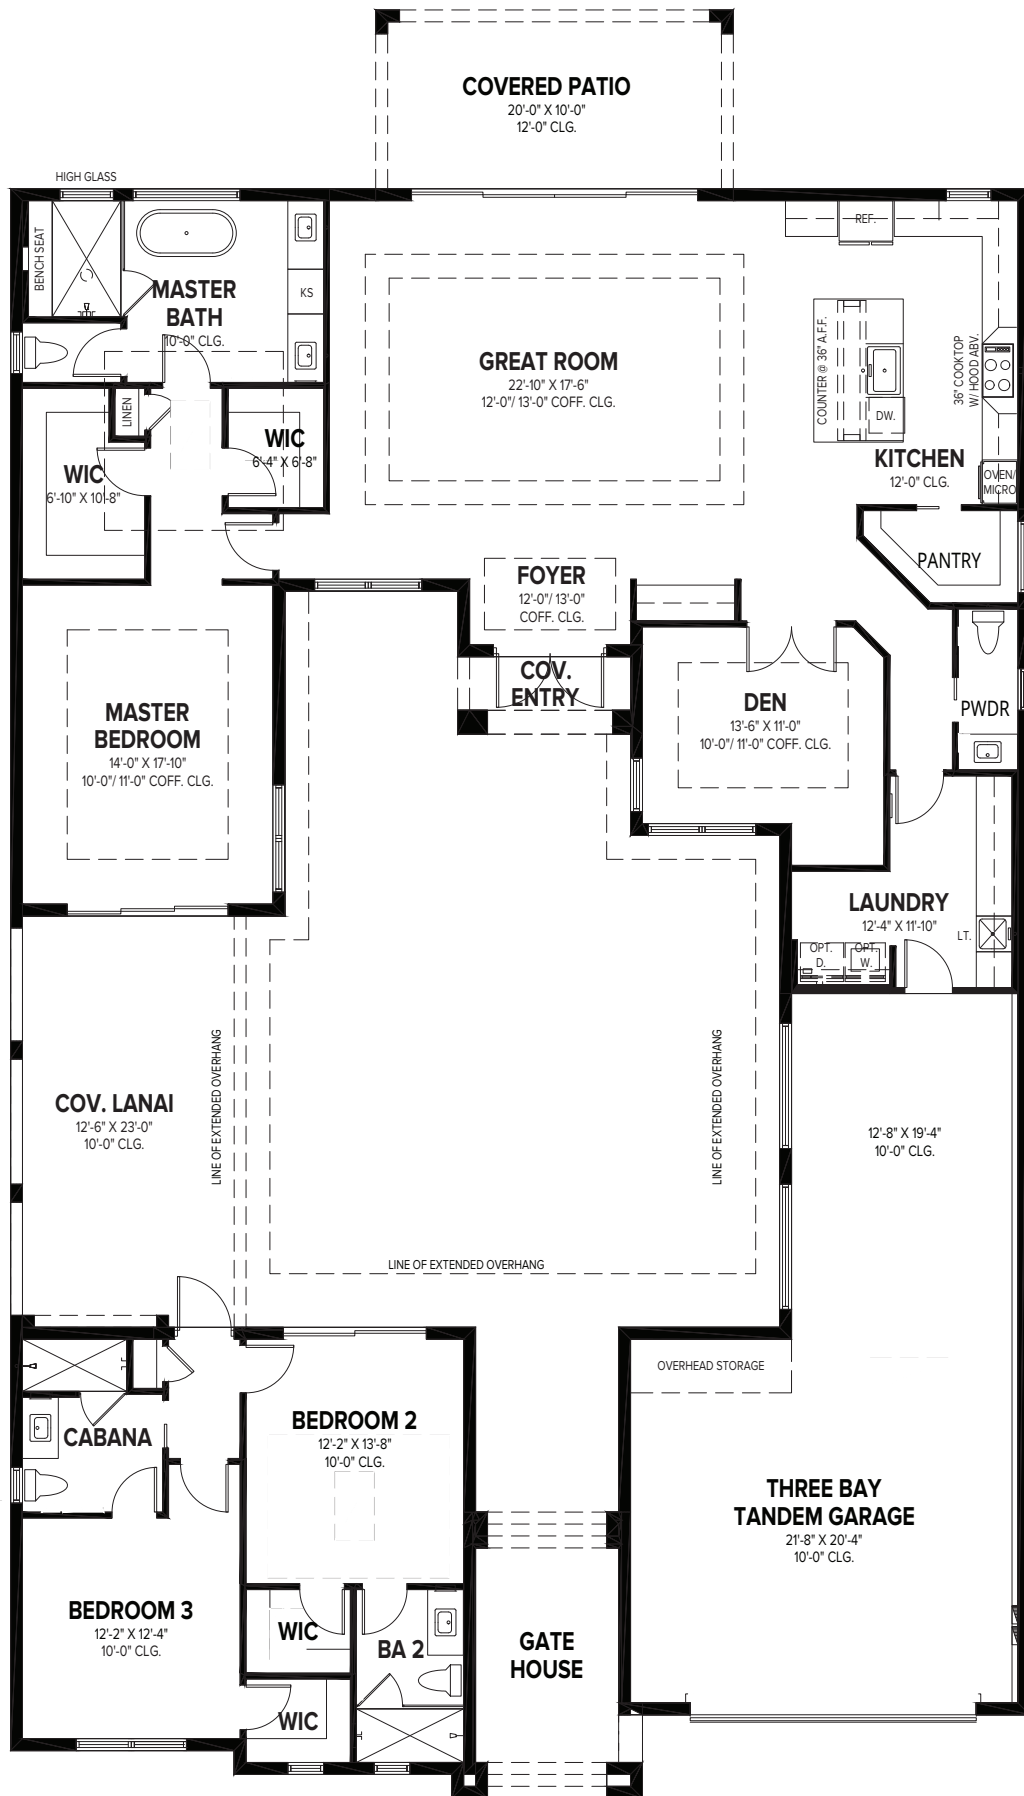 COVERED PATIO
20'-0" X 10'-0"
12'-0" CLG.
HIGH GLASS
BENCH SEAT
MASTER
BATH
10'-0" CLG.
KS
LINEN
WIC
6'-4" X 6'-8"
WIC
6'-10" X 10'-8"
GREAT ROOM
22'-10" X 17'-6"
12'-0"/ 13'-0" COFF. CLG.
REF.
COUNTER @ 36" A.F.F.
36" COOKTOP
W/ HOOD ABV.
DW.
KITCHEN
12'-0" CLG.
OVEN/
MICRO
PANTRY
FOYER
12'-0"/ 13'-0"
COFF. CLG.
COV.
ENTRY
DEN
13'-6" X 11'-0"
10'-0"/ 11'-0" COFF. CLG.
PWDR
MASTER
BEDROOM
14'-0" X 17'-10"
10'-0"/ 11'-0" COFF. CLG.
LAUNDRY
12'-4" X 11'-10"
LT.
OPT.
D.
OPT.
W.
COV. LANAI
12'-6" X 23'-0"
10'-0" CLG.
LINE OF EXTENDED OVERHANG
LINE OF EXTENDED OVERHANG
LINE OF EXTENDED OVERHANG
12'-8" X 19'-4"
10'-0" CLG.
OVERHEAD STORAGE
CABANA
BEDROOM 2
12'-2" X 13'-8"
10'-0" CLG.
THREE BAY
TANDEM GARAGE
21'-8" X 20'-4"
10'-0" CLG.
BEDROOM 3
12'-2" X 12'-4"
10'-0" CLG.
WIC
BA 2
GATE
HOUSE
WIC